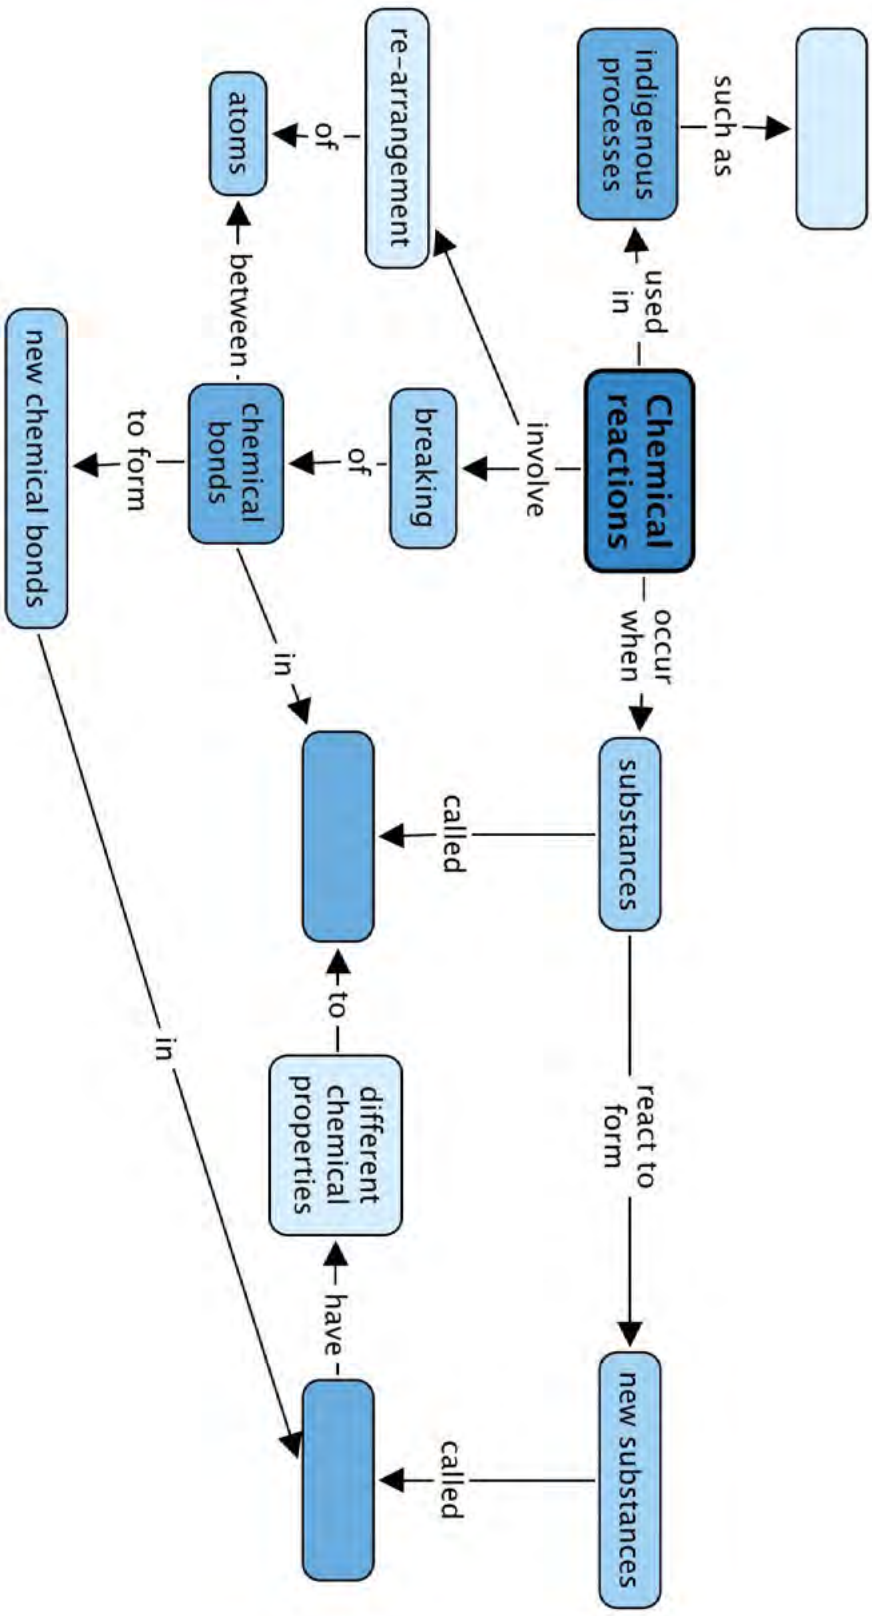 indigenous
processes
such as
used
in
Chemical
reactions
occur
when
substances
react to
form
new substances
involve
re-arrangement
of
atoms
breaking
of
chemical
bonds
between
to form
new chemical bonds
in
called
to
different
chemical
properties
have
called
in